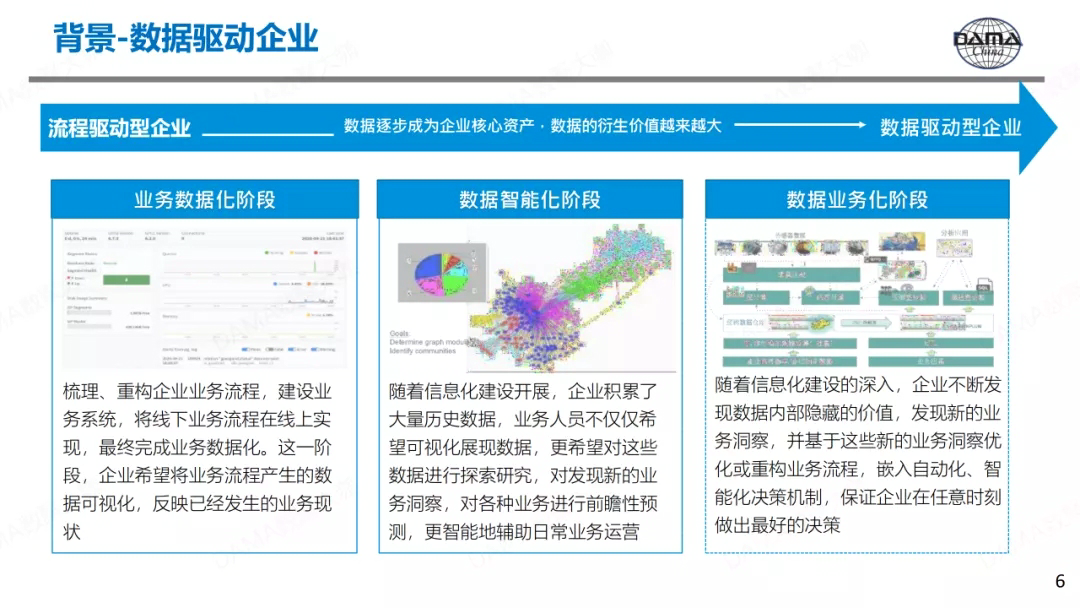 背景-数据驱动企业
DAMA
China
流程驱动型企业
数据逐步成为企业核心资产·数据的衍生价值越来越大
数据驱动型企业
业务数据化阶段
梳理、重构企业业务流程，建设业
务系统，将线下业务流程在线上实
现，最终完成业务数据化。这一阶
段，企业希望将业务流程产生的数
据可视化，反映已经发生的业务现
状
数据智能化阶段
Goals:
Determine graph modul
Identify communities
随着信息化建设开展，企业积累了
大量历史数据，业务人员不仅仅希
望可视化展现数据，更希望对这些
数据进行探索研究，对发现新的业
务洞察，对各种业务进行前瞻性预
测，更智能地辅助日常业务运营
数据业务化阶段
随着信息化建设的深入，企业不断发
现数据内部隐藏的价值，发现新的业
务洞察，并基于这些新的业务洞察优
化或重构业务流程，嵌入自动化、智
能化决策机制，保证企业在任意时刻
做出最好的决策
6